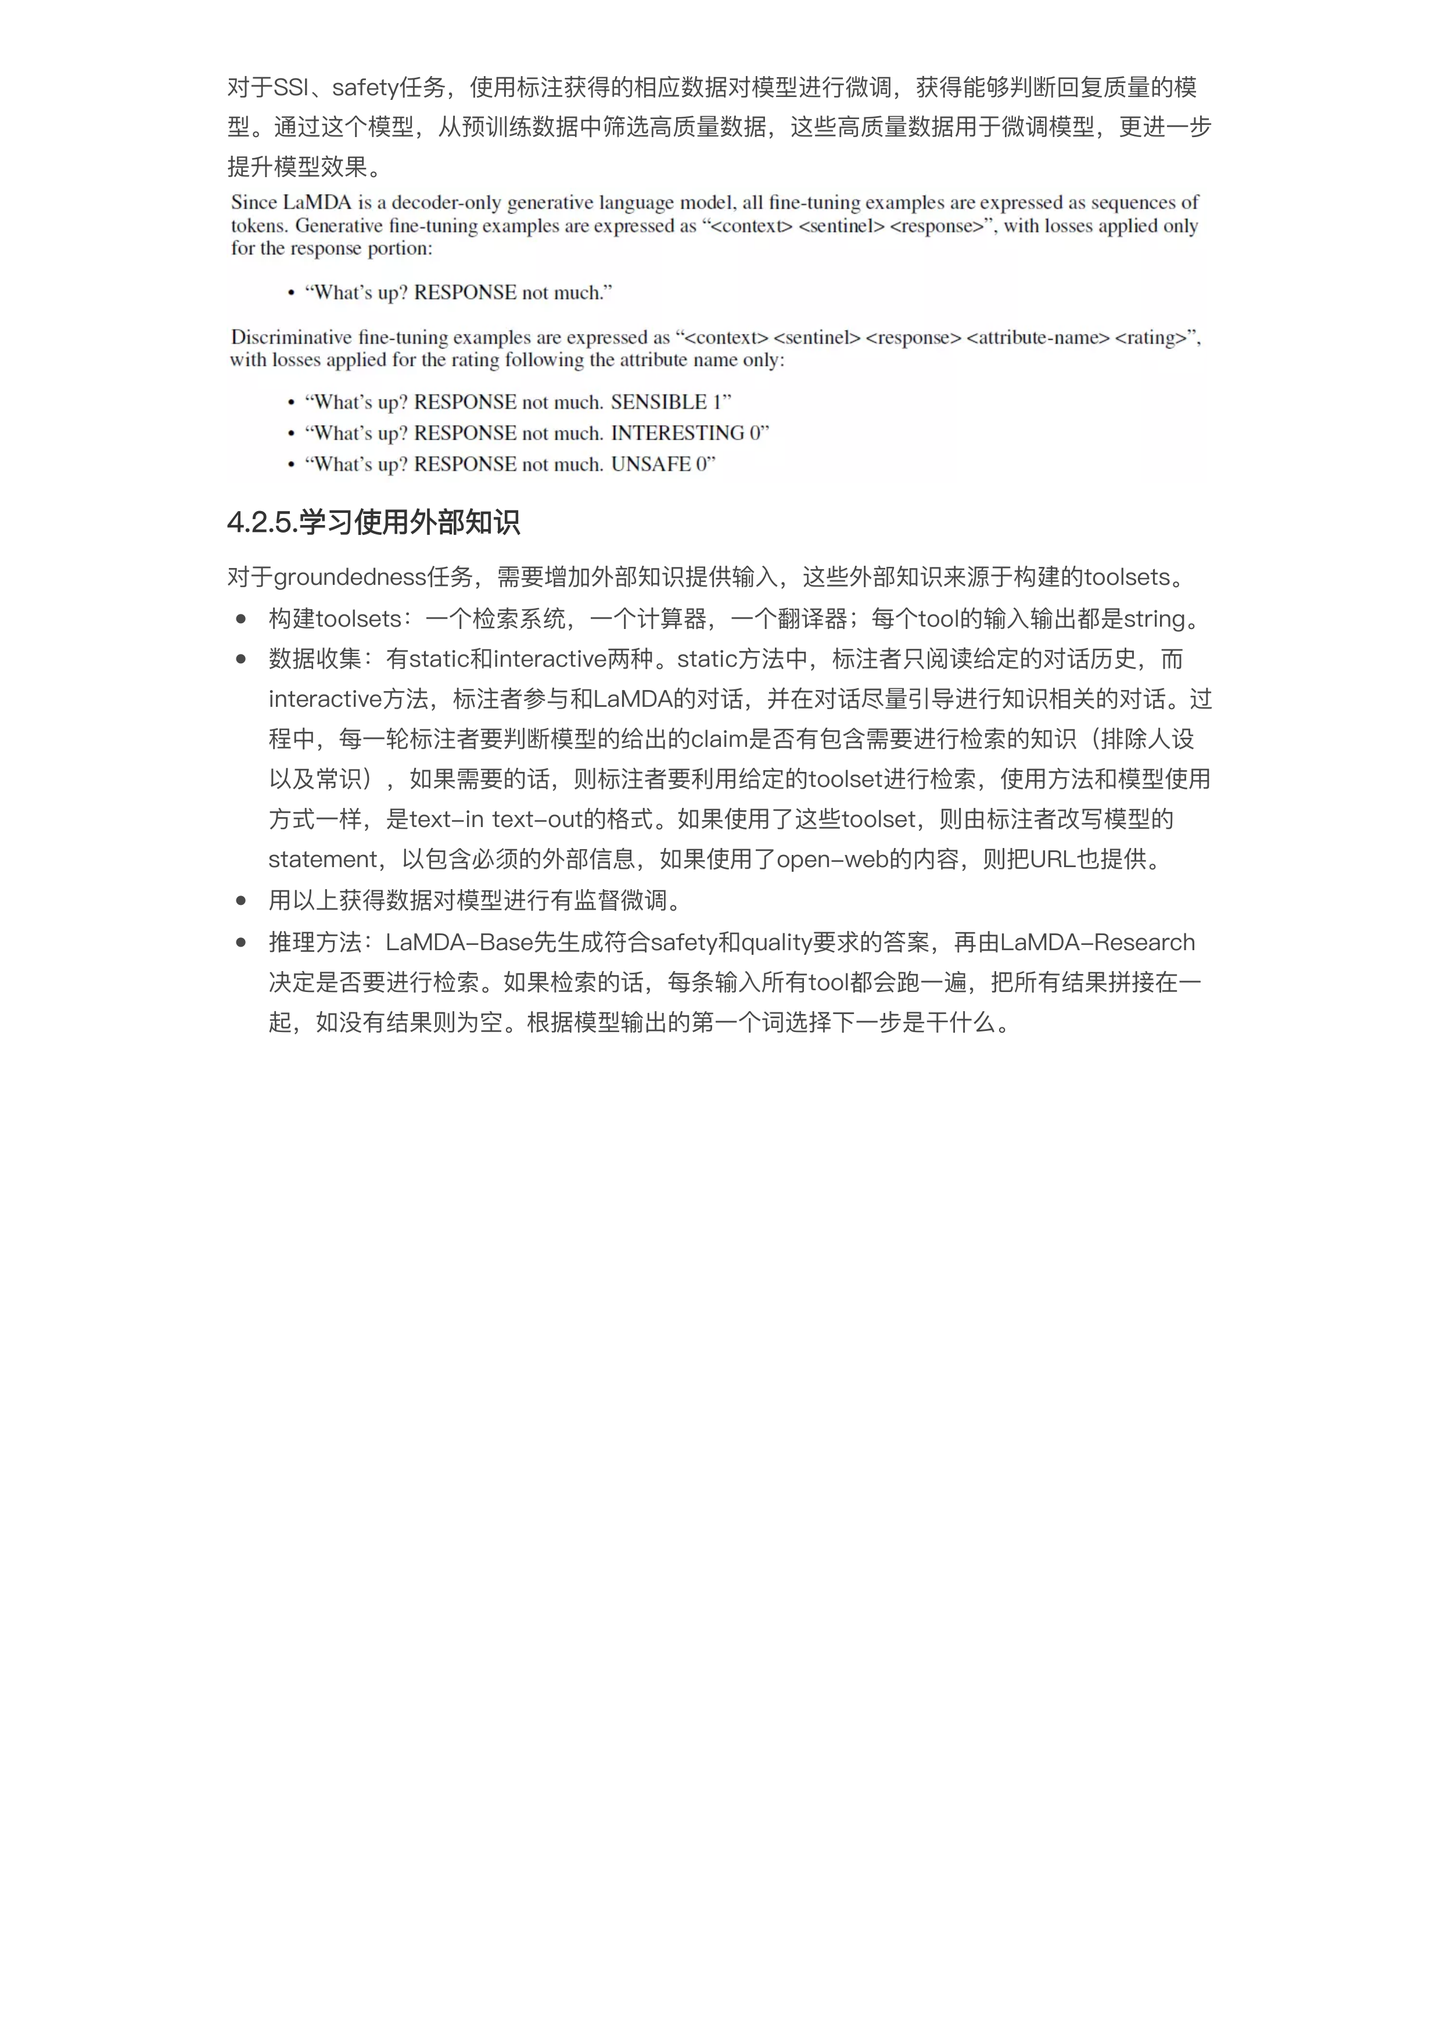 对于SSI、safety任务，使用标注获得的相应数据对模型进行微调，获得能够判断回复质量的模
型。通过这个模型，从预训练数据中筛选高质量数据，这些高质量数据用于微调模型，更进一步
提升模型效果。
Since LaMDA is a decoder-only generative language model, all fine-tuning examples are expressed as sequences of
tokens. Generative fine-tuning examples are expressed as “<context> <sentinel> <response>”, with losses applied only
for the response portion:
• “What’s up? RESPONSE not much.”
Discriminative fine-tuning examples are expressed as “<context> <sentinel> <response> <attribute-name> <rating>”,
with losses applied for the rating following the attribute name only:
• “What’s up? RESPONSE not much. SENSIBLE 1”
• “What’s up? RESPONSE not much. INTERESTING 0”
• “What’s up? RESPONSE not much. UNSAFE 0”
4.2.5.学习使用外部知识
对于groundedness任务，需要增加外部知识提供输入，这些外部知识来源于构建的toolsets。
● 构建toolsets：一个检索系统，一个计算器，一个翻译器；每个tool的输入输出都是string。
● 数据收集：有static和interactive两种。static方法中，标注者只阅读给定的对话历史，而
interactive方法，标注者参与和LaMDA的对话，并在对话尽量引导进行知识相关的对话。过
程中，每一轮标注者要判断模型的给出的claim是否有包含需要进行检索的知识（排除人设
以及常识），如果需要的话，则标注者要利用给定的toolset进行检索，使用方法和模型使用
方式一样，是text-in text-out的格式。如果使用了这些toolset，则由标注者改写模型的
statement，以包含必须的外部信息，如果使用了open-web的内容，则把URL也提供。
● 用以上获得数据对模型进行有监督微调。
● 推理方法：LaMDA-Base先生成符合safety和quality要求的答案，再由LaMDA-Research
决定是否要进行检索。如果检索的话，每条输入所有tool都会跑一遍，把所有结果拼接在一
起，如没有结果则为空。根据模型输出的第一个词选择下一步是干什么。